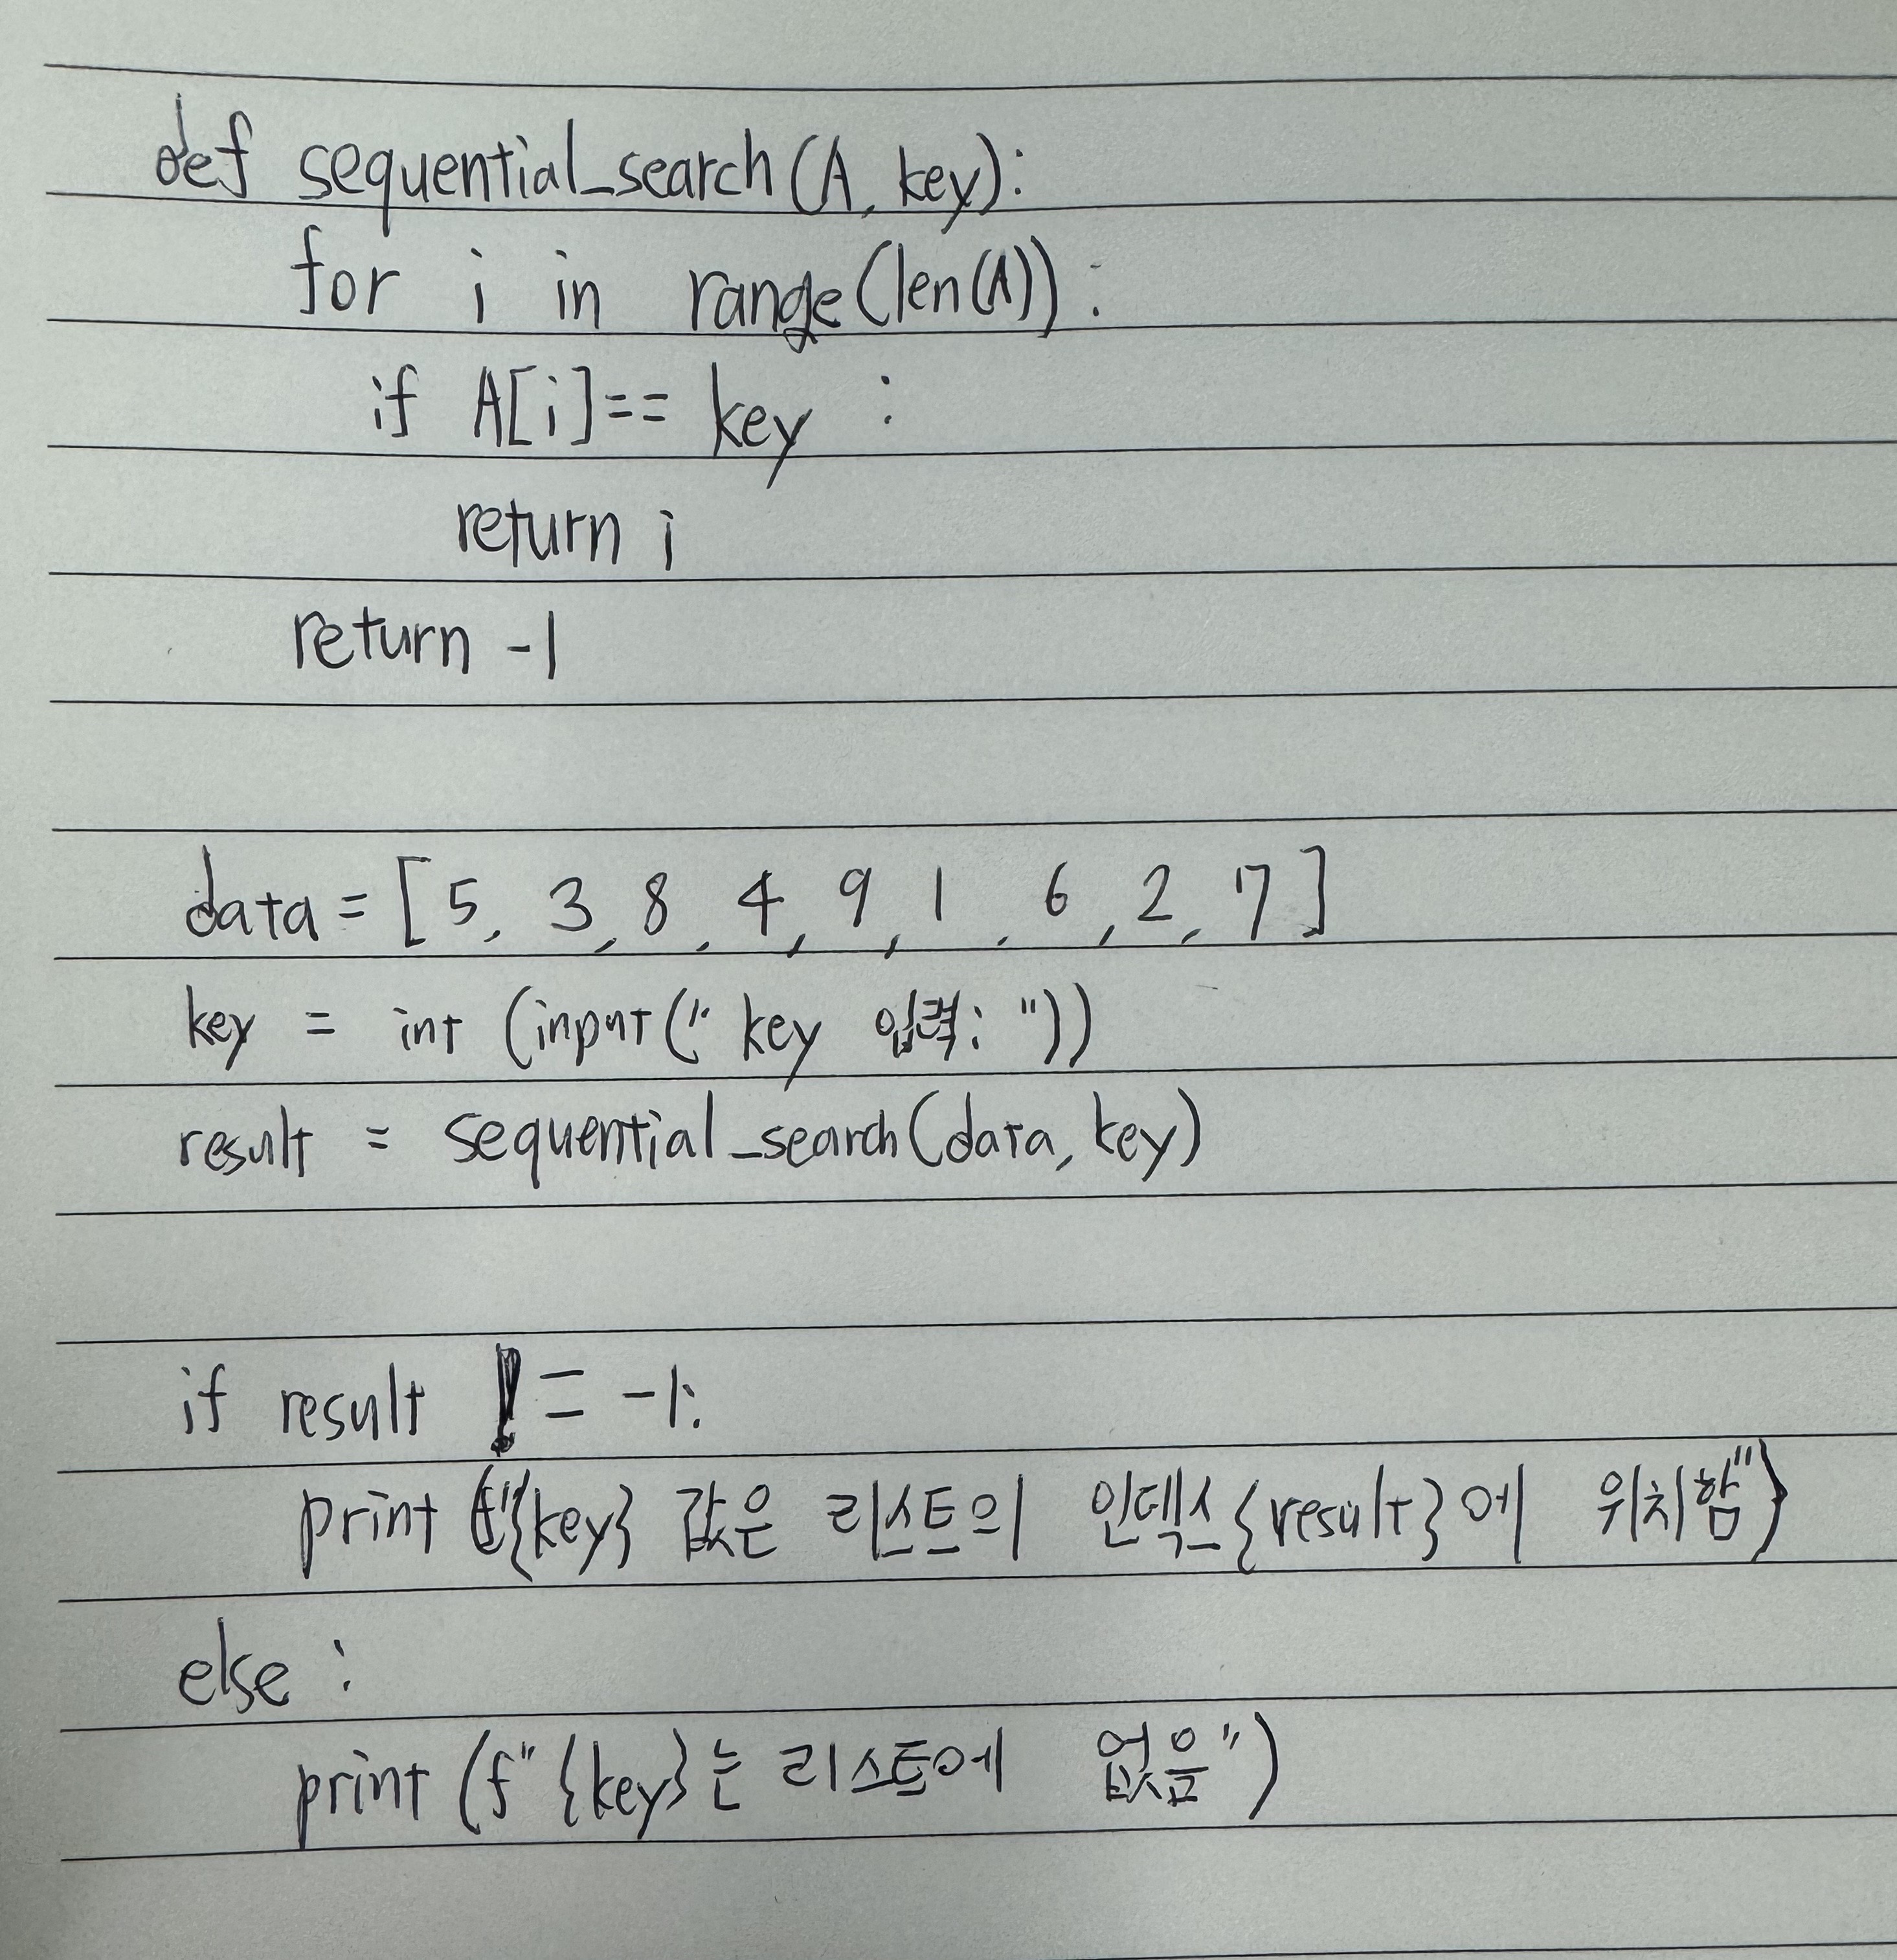 def sequential_search(A, key):
    for i in range(len(A)):
        if A[i]== key :
            return i
    return -1
data = [5, 3, 8, 4, 9, 1, 6, 2, 7]
key = int (input(" key 입력: "))
result = sequential_search(data, key)
if result != -1:
    print (f"{key} 값은 리스트의 인덱스{result}에 위치함")
else :
    print (f" {key}는 리스트에 없음")